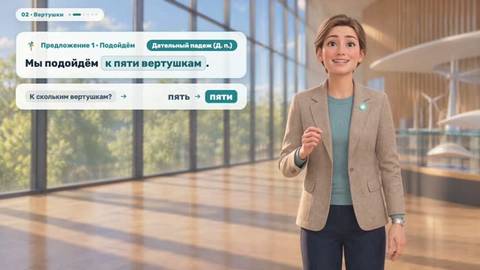 02 · Вертушки
Предложение 1 · Подойдём
Дательный падеж (Д. п.)
Мы подойдём к пяти вертушкам.
К скольким вертушкам? → пять → пяти